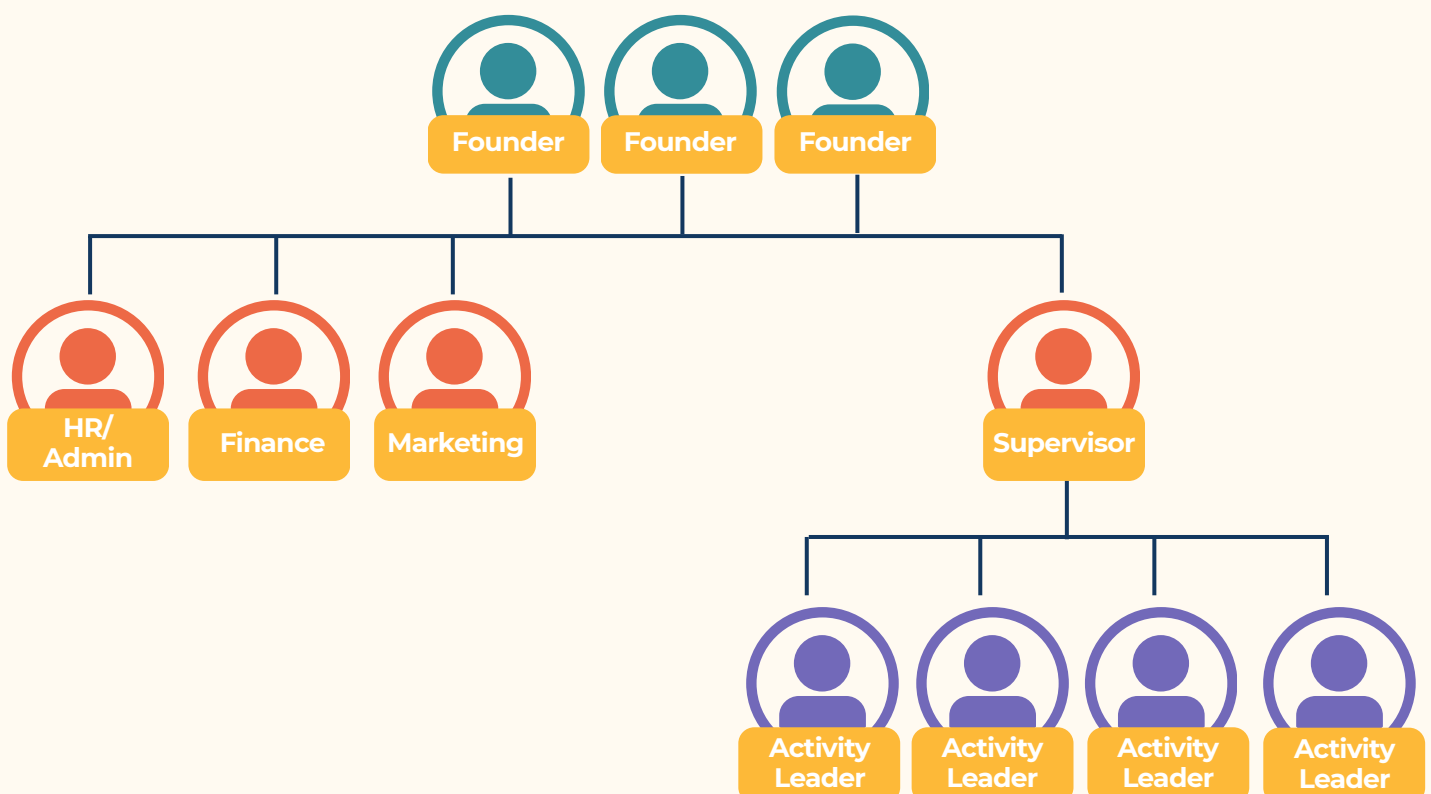 Founder
Founder
Founder
HR/
Admin
Finance
Marketing
Supervisor
Activity
Leader
Activity
Leader
Activity
Leader
Activity
Leader